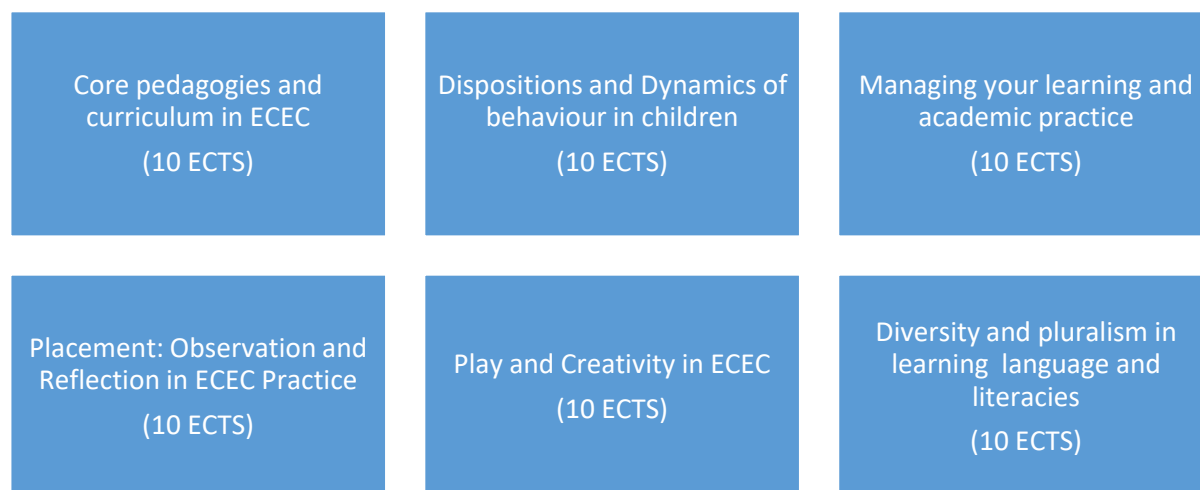 Core pedagogies and
curriculum in ECEC
(10 ECTS)
Dispositions and Dynamics of
behaviour in children
(10 ECTS)
Managing your learning and
academic practice
(10 ECTS)
Placement: Observation and
Reflection in ECEC Practice
(10 ECTS)
Play and Creativity in ECEC
(10 ECTS)
Diversity and pluralism in
learning  language and
literacies
(10 ECTS)